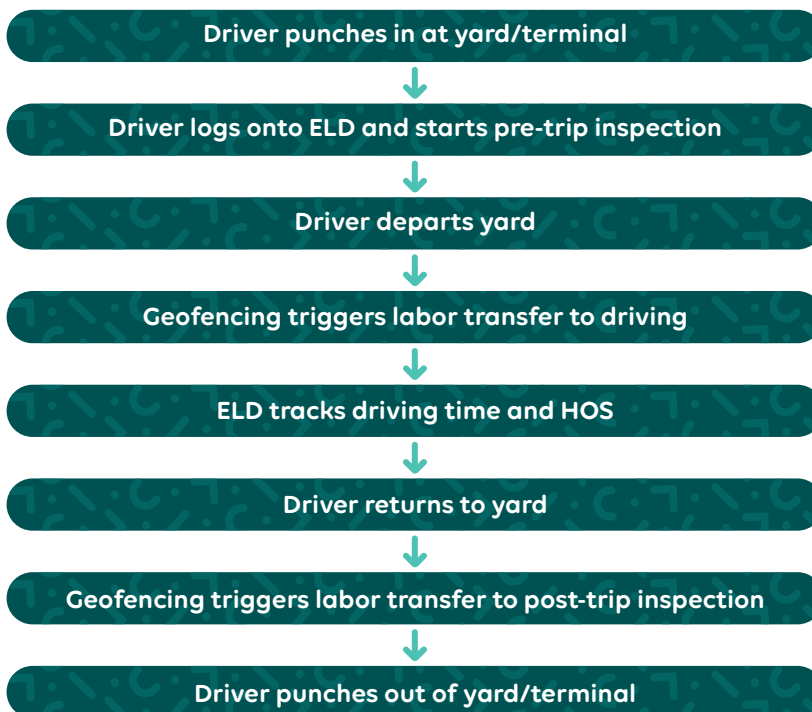 Driver punches in at yard/terminal
Driver logs onto ELD and starts pre-trip inspection
Driver departs yard
Geofencing triggers labor transfer to driving
ELD tracks driving time and HOS
Driver returns to yard
Geofencing triggers labor transfer to post-trip inspection
Driver punches out of yard/terminal